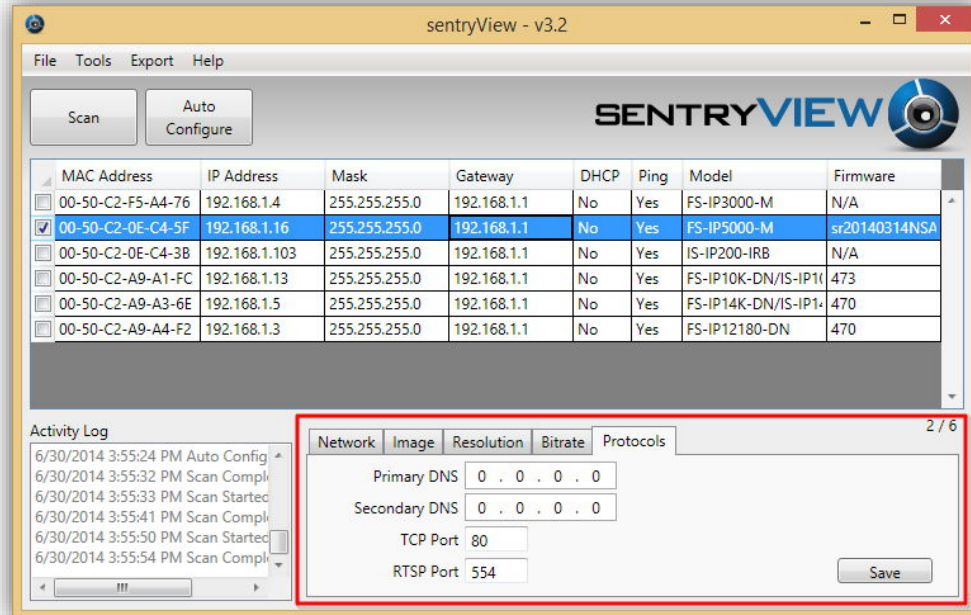 sentryView - v3.2
File Tools Export Help
Scan
Auto
Configure
SENTRYVIEW
MAC Address IP Address Mask Gateway DHCP Ping Model Firmware
00-50-C2-F5-A4-76 192.168.1.4 255.255.255.0 192.168.1.1 No Yes FS-IP3000-M N/A
00-50-C2-0E-C4-5F 192.168.1.16 255.255.255.0 192.168.1.1 No Yes FS-IP5000-M sr20140314NSA
00-50-C2-0E-C4-3B 192.168.1.103 255.255.255.0 192.168.1.1 No Yes IS-IP200-IRB N/A
00-50-C2-A9-A1-FC 192.168.1.13 255.255.255.0 192.168.1.1 No Yes FS-IP10K-DN/IS-IP1( 473
00-50-C2-A9-A3-6E 192.168.1.5 255.255.255.0 192.168.1.1 No Yes FS-IP14K-DN/IS-IP1 470
00-50-C2-A9-A4-F2 192.168.1.3 255.255.255.0 192.168.1.1 No Yes FS-IP12180-DN 470
2 / 6
Activity Log
6/30/2014 3:55:24 PM Auto Config
6/30/2014 3:55:32 PM Scan Compl
6/30/2014 3:55:33 PM Scan Started
6/30/2014 3:55:41 PM Scan Compl
6/30/2014 3:55:50 PM Scan Started
6/30/2014 3:55:54 PM Scan Compl
Network Image Resolution Bitrate Protocols
Primary DNS 0 . 0 . 0 . 0
Secondary DNS 0 . 0 . 0 . 0
TCP Port 80
RTSP Port 554
Save